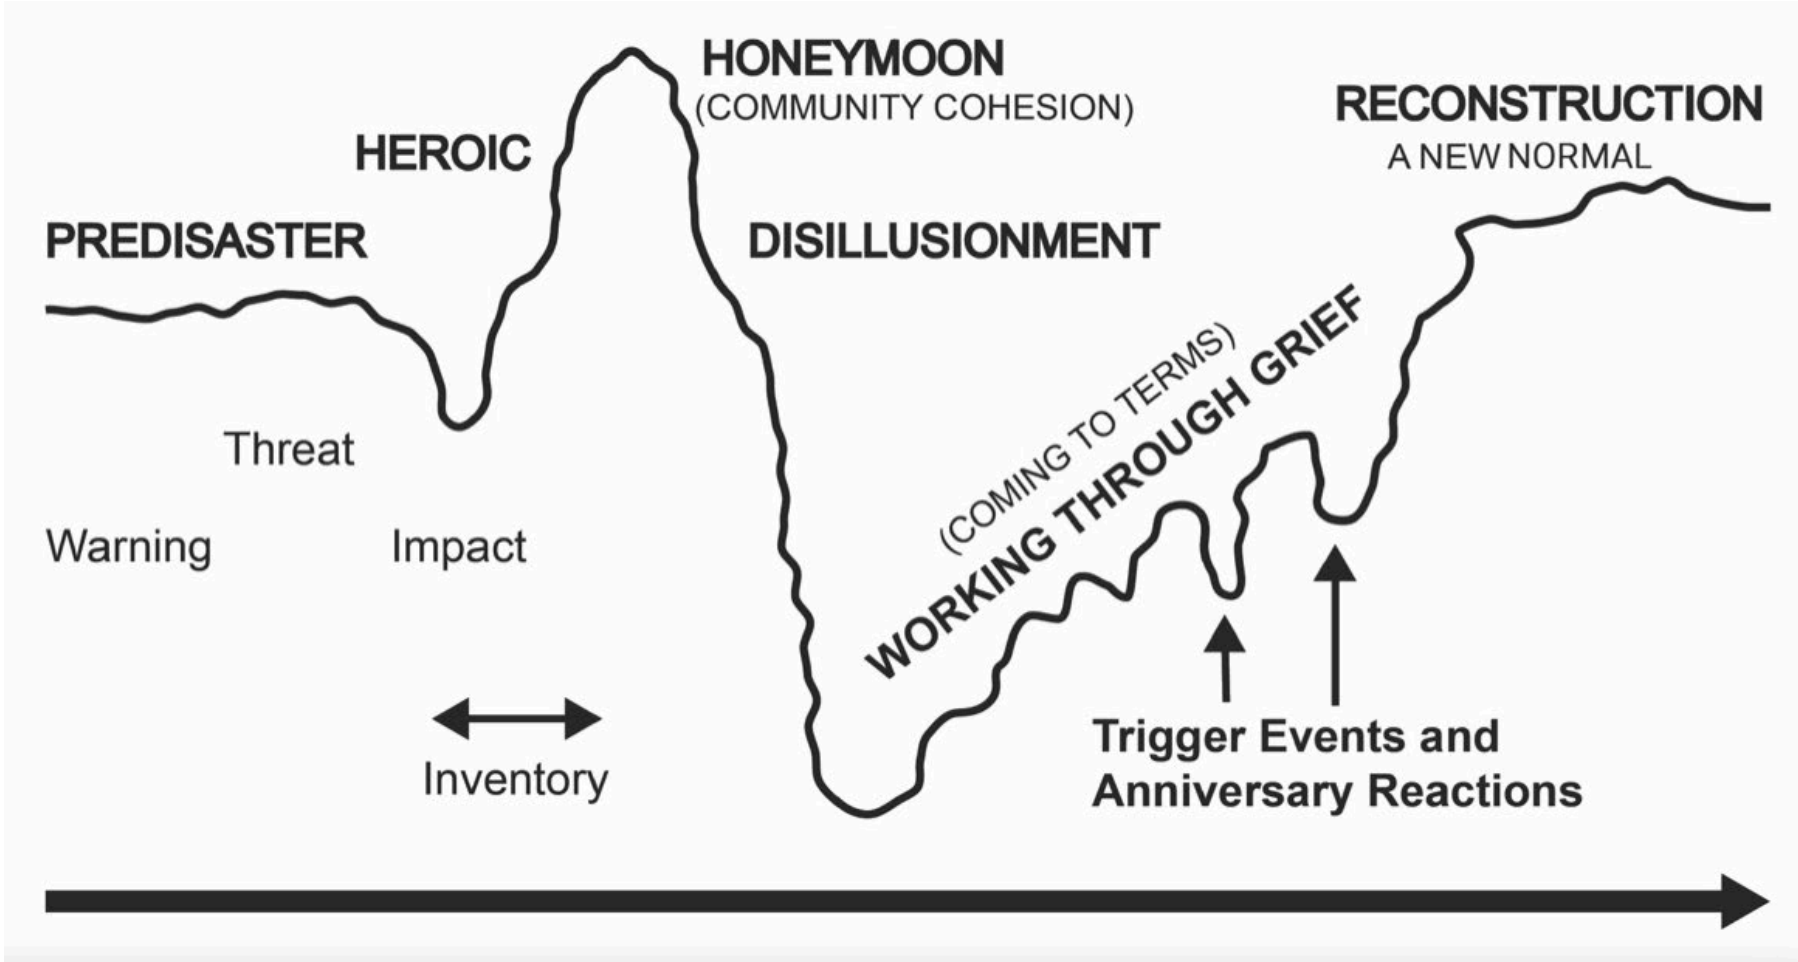 HONEYMOON
(COMMUNITY COHESION)
RECONSTRUCTION
A NEW NORMAL
HEROIC
PREDISASTER
DISILLUSIONMENT
(COMING TO TERMS)
WORKING THROUGH GRIEF
Threat
Warning
Impact
Inventory
Trigger Events and
Anniversary Reactions